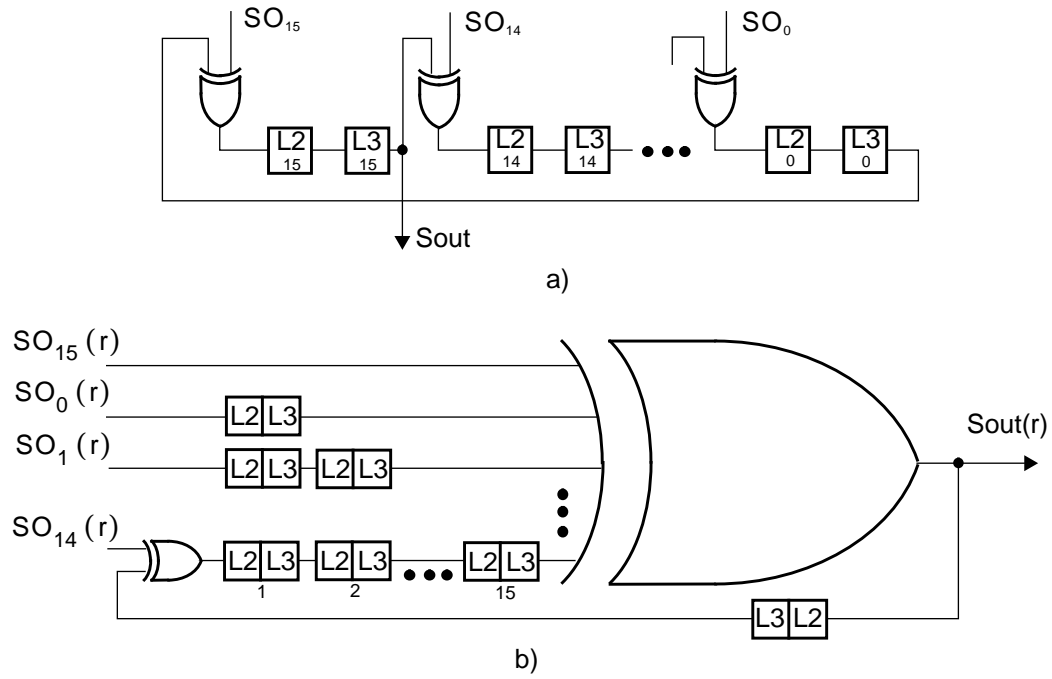 SO15 SO14 SO0
L2 L3 L2 L3 L2 L3
15 15 14 14 0 0
Sout
a)
SO15 (r)
SO0 (r)
L2 L3
Sout(r)
SO1 (r)
L2 L3 L2 L3
SO14 (r)
L2 L3 L2 L3 L2 L3
1 2 15
L3 L2
b)